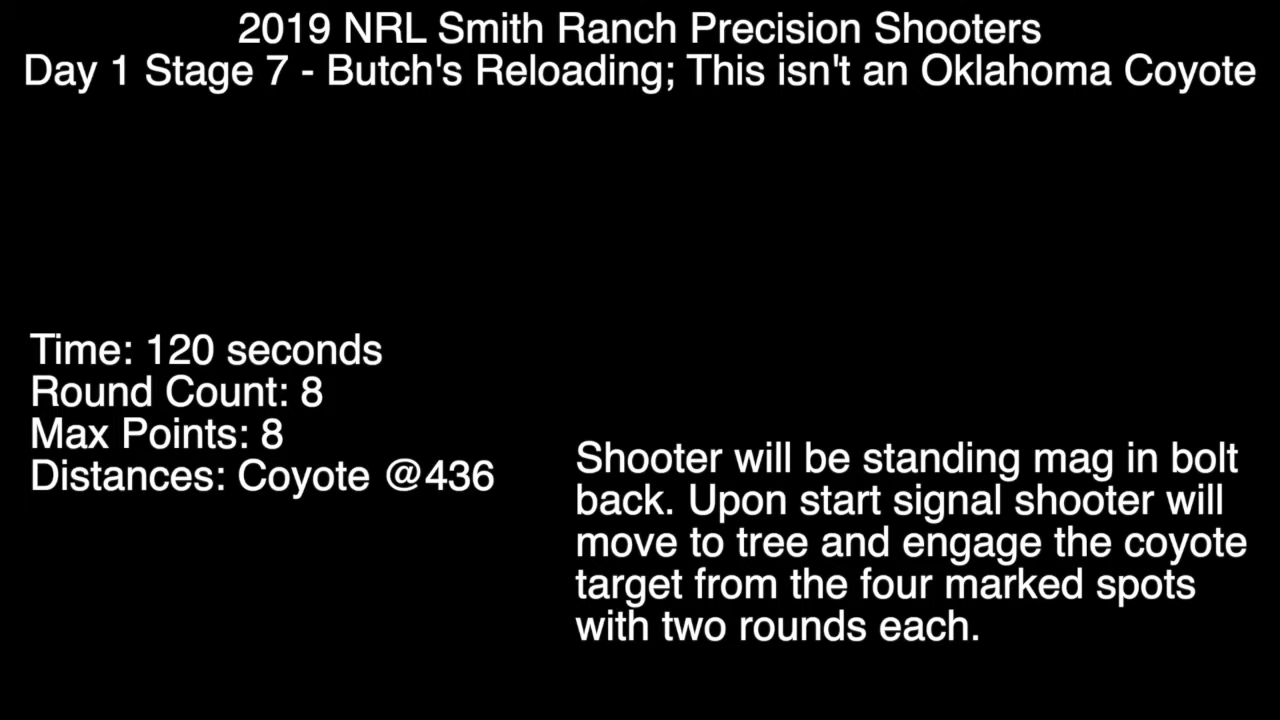 2019 NRL Smith Ranch Precision Shooters
Day 1 Stage 7 - Butch's Reloading; This isn't an Oklahoma Coyote
Time: 120 seconds
Round Count: 8
Max Points: 8
Distances: Coyote @436
Shooter will be standing mag in bolt
back. Upon start signal shooter will
move to tree and engage the coyote
target from the four marked spots
with two rounds each.